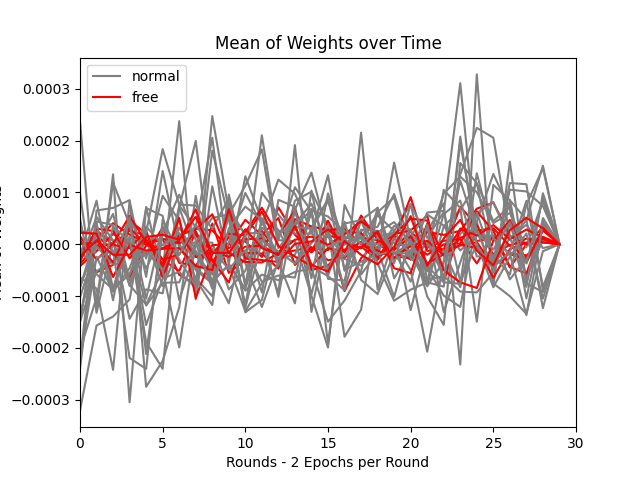 Mean of Weights over Time
normal
free
0.0003
0.0002
0.0001
0.0000
−0.0001
−0.0002
−0.0003
0 5 10 15 20 25 30
Rounds - 2 Epochs per Round